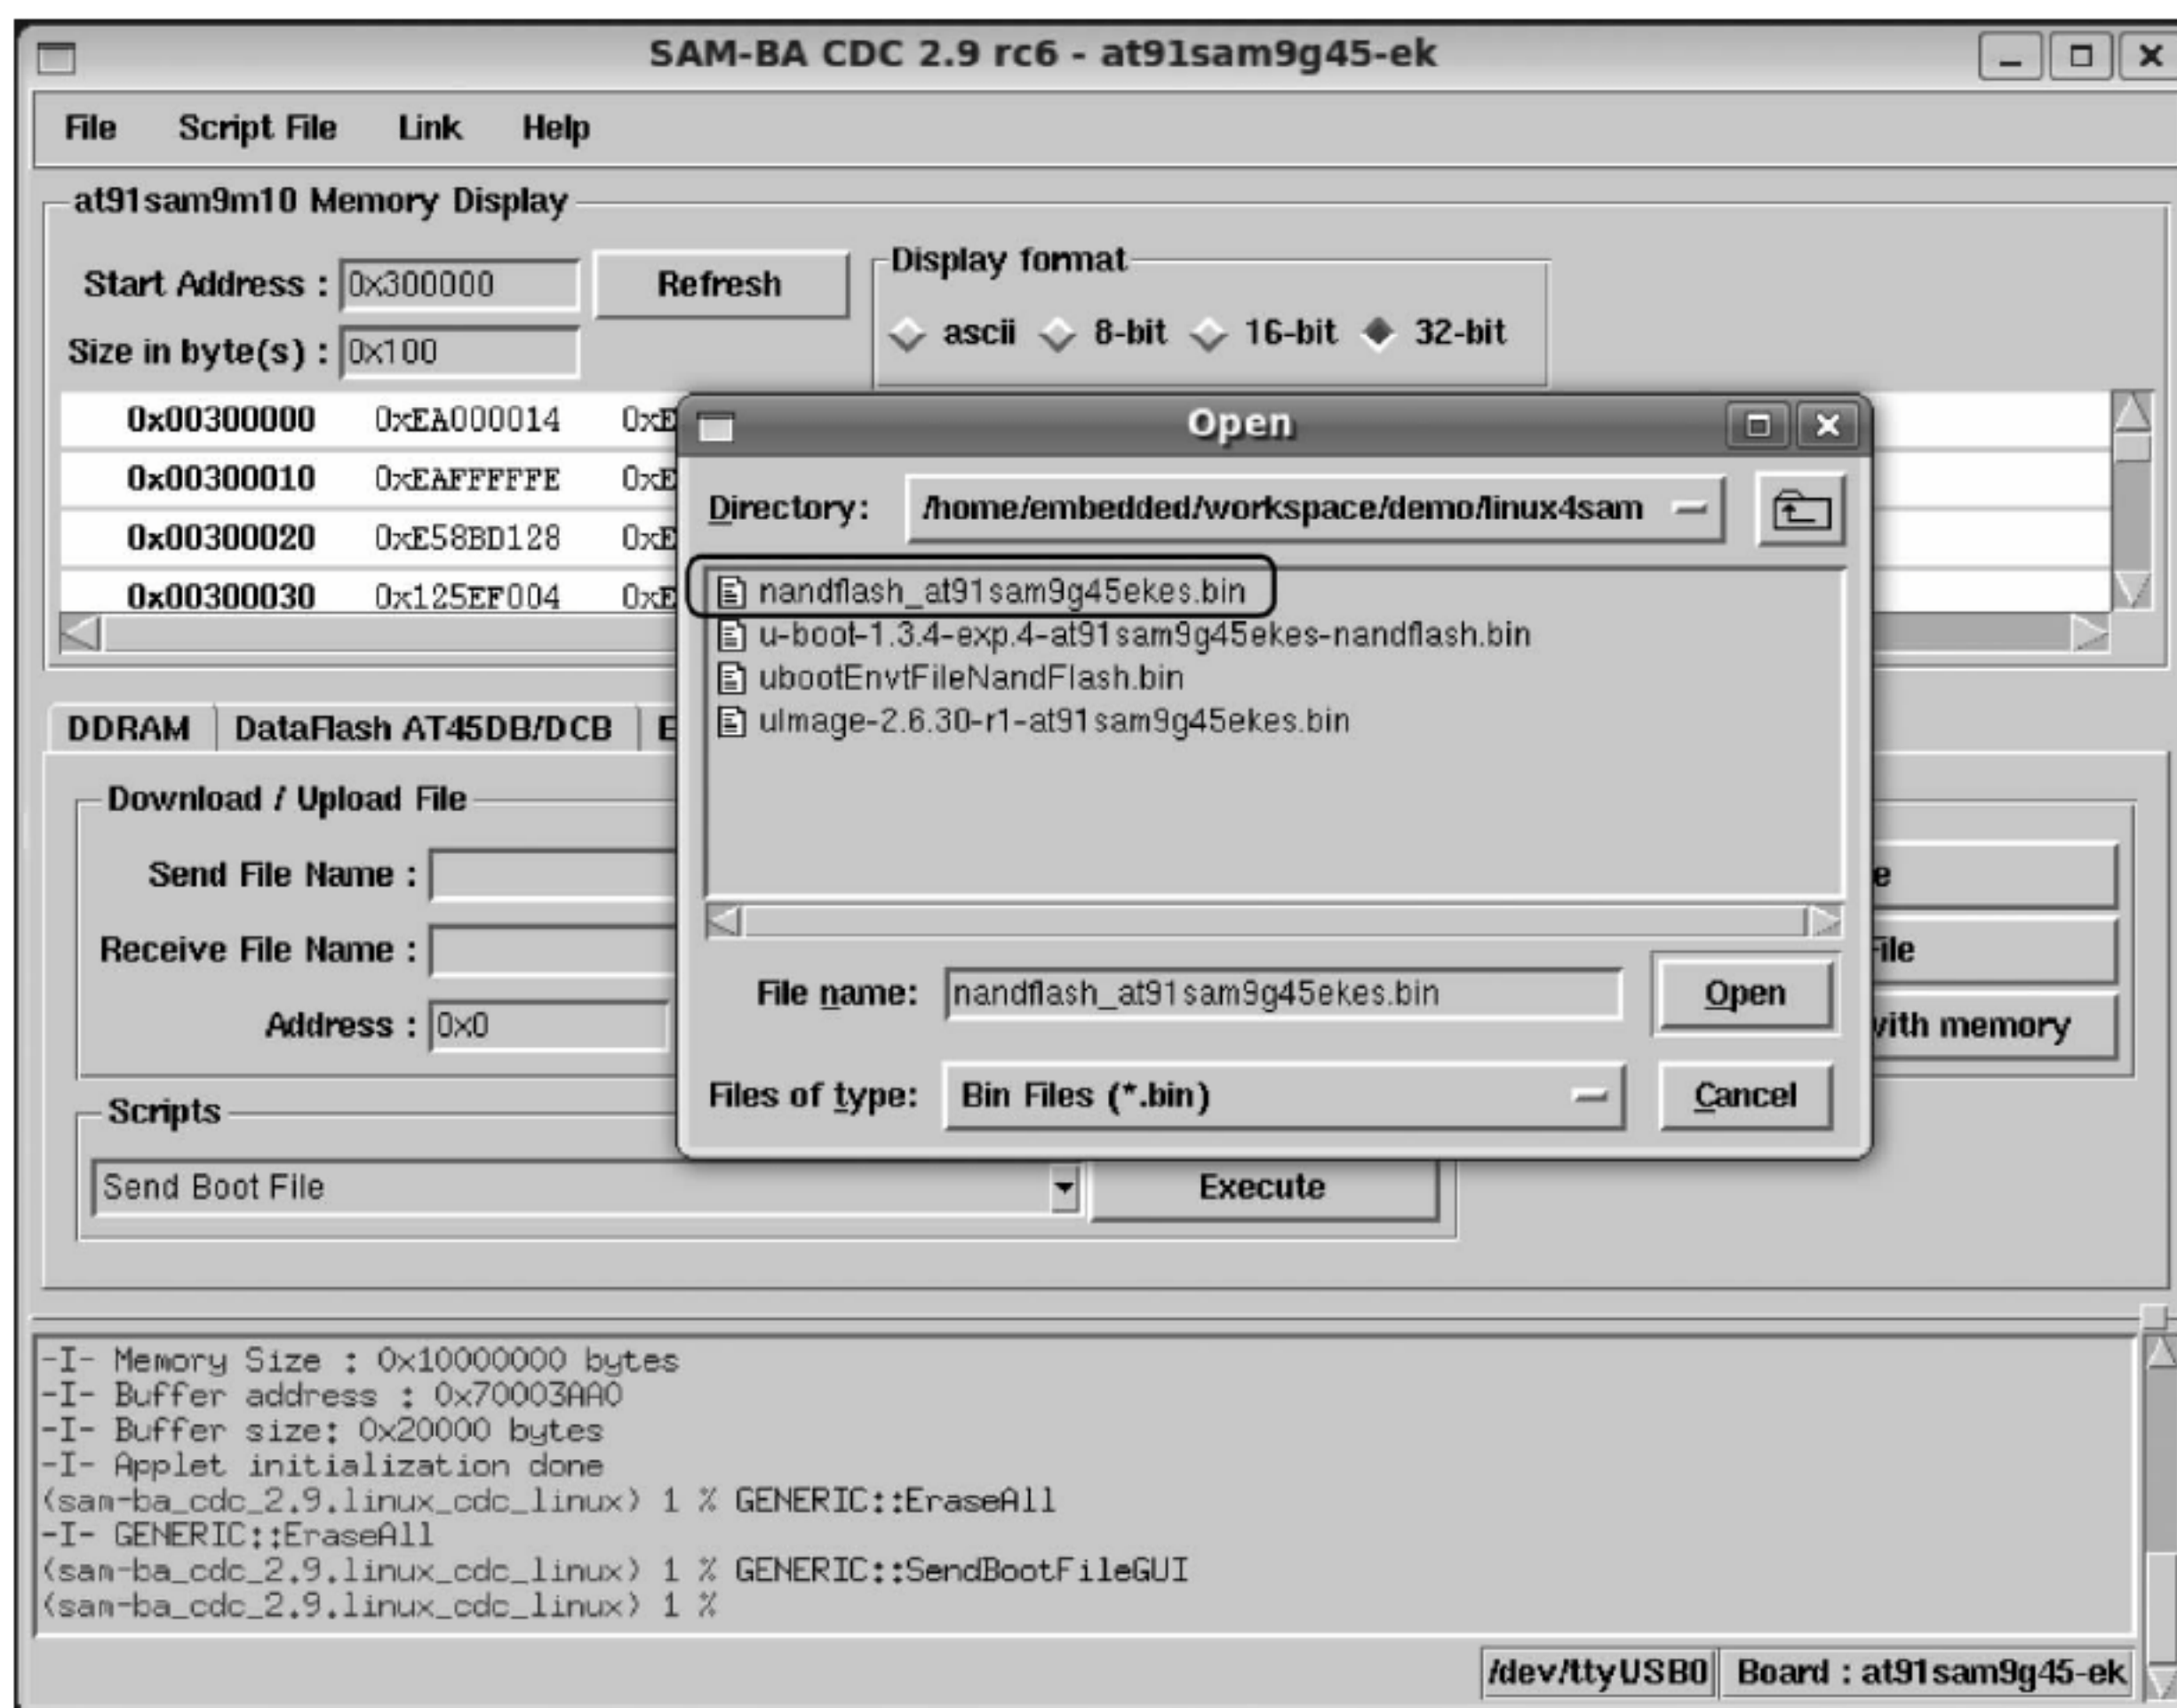 SAM-BA CDC 2.9 rc6 - at91sam9g45-ek
File Script File Link Help
at91sam9m10 Memory Display
Start Address : 0x300000 Refresh
Display format
Size in byte(s) : 0x100
ascii 8-bit 16-bit 32-bit
0x00300000 0xEA000014 0xE
0x00300010 0xEAFFFFFE 0xE
0x00300020 0xE58BD128 0xE
0x00300030 0x125EF004 0xE
Open
Directory: /home/embedded/workspace/demo/linux4sam
nandflash_at91sam9g45ekes.bin
u-boot-1.3.4-exp.4-at91sam9g45ekes-nandflash.bin
ubootEnvtFileNandFlash.bin
uImage-2.6.30-r1-at91sam9g45ekes.bin
File name: nandflash_at91sam9g45ekes.bin Open
Files of type: Bin Files (*.bin) Cancel
DDRAM DataFlash AT45DB/DCB E
Download / Upload File
Send File Name : e
Receive File Name : File
Address : 0x0 with memory
Scripts
Send Boot File Execute
-I- Memory Size : 0x10000000 bytes
-I- Buffer address : 0x70003AA0
-I- Buffer size: 0x20000 bytes
-I- Applet initialization done
(sam-ba_cdc_2.9.linux_cdc_linux) 1 % GENERIC::EraseAll
-I- GENERIC::EraseAll
(sam-ba_cdc_2.9.linux_cdc_linux) 1 % GENERIC::SendBootFileGUI
(sam-ba_cdc_2.9.linux_cdc_linux) 1 %
/dev/ttyUSB0 Board : at91sam9g45-ek